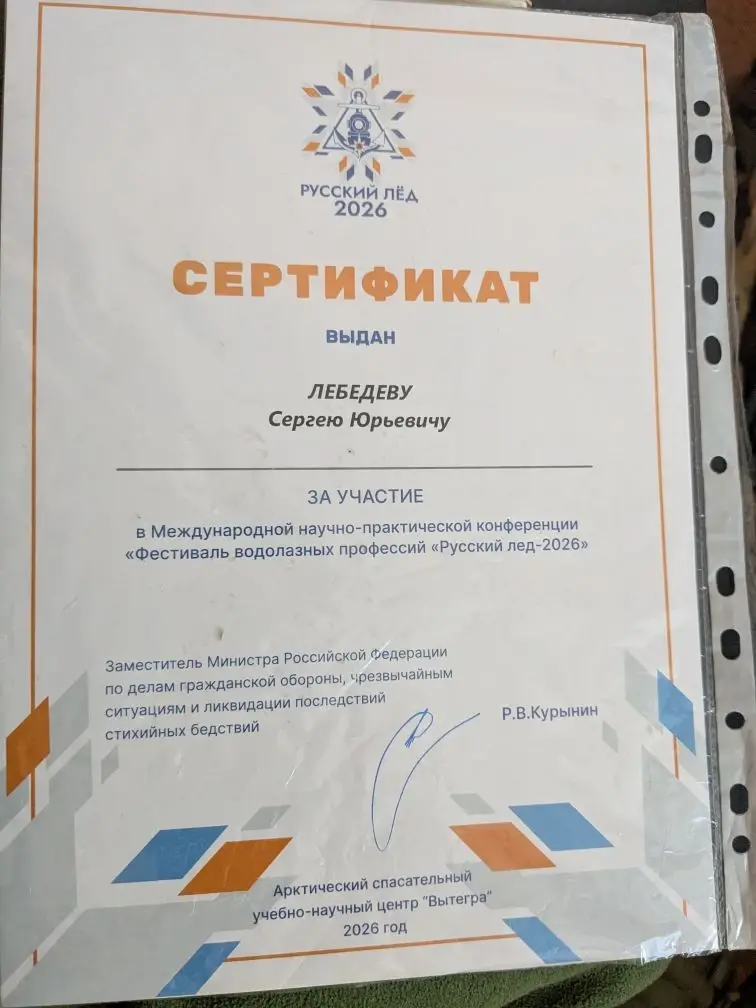 РУССКИЙ ЛЁД
2026
СЕРТИФИКАТ
ВЫДАН
ЛЕБЕДЕВУ
Сергею Юрьевичу
ЗА УЧАСТИЕ
в Международной научно-практической конференции
«Фестиваль водолазных профессий «Русский лед-2026»
Заместитель Министра Российской Федерации
по делам гражданской обороны, чрезвычайным
ситуациям и ликвидации последствий
стихийных бедствий
Р.В.Курынин
Арктический спасательный
учебно-научный центр "Вытегра"
2026 год